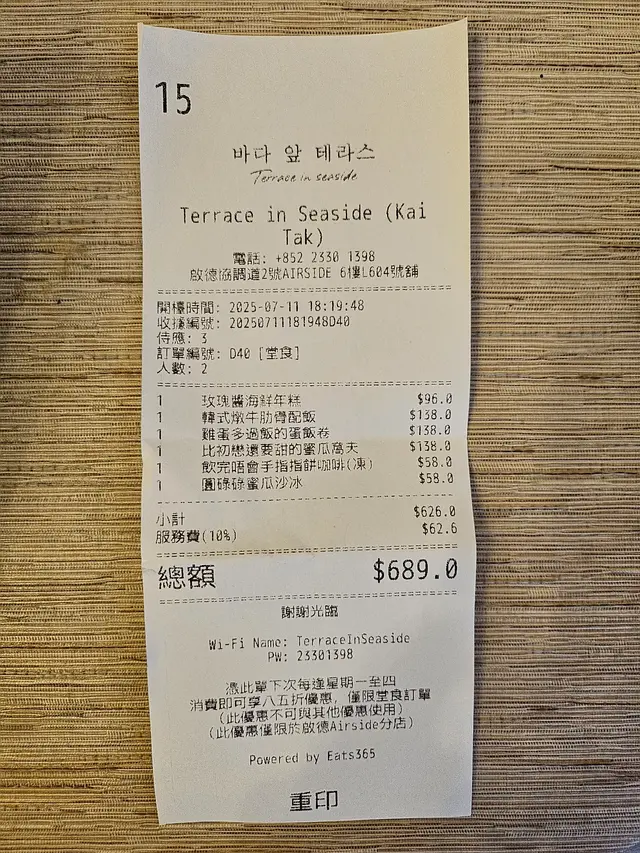 15
바다 앞 테라스
Terrace in seaside
Terrace in Seaside (Kai
Tak)
電話: +852 2330 1398
啟德協調道2號AIRSIDE 6樓L604號舖
開檯時間: 2025-07-11 18:19:48
收據編號: 20250711181948D40
侍應: 3
訂單編號: D40 [堂食]
人數: 2
1 玫瑰醬海鮮年糕 $96.0
1 韓式燉牛肋骨配飯 $138.0
1 雞蛋多過飯的蛋飯卷 $138.0
1 比初戀還要甜的蜜瓜窩夫 $138.0
1 飲完唔會手指指餅咖啡(凍) $58.0
1 圓碌碌蜜瓜沙冰 $58.0
小計 $626.0
服務費(10%) $62.6
總額 $689.0
謝謝光臨
Wi-Fi Name: TerraceInSeaside
PW: 23301398
憑此單下次每逢星期一至四
消費即可享八五折優惠, 僅限堂食訂單
(此優惠不可與其他優惠使用)
(此優惠僅限於啟德Airside分店)
Powered by Eats365
重印